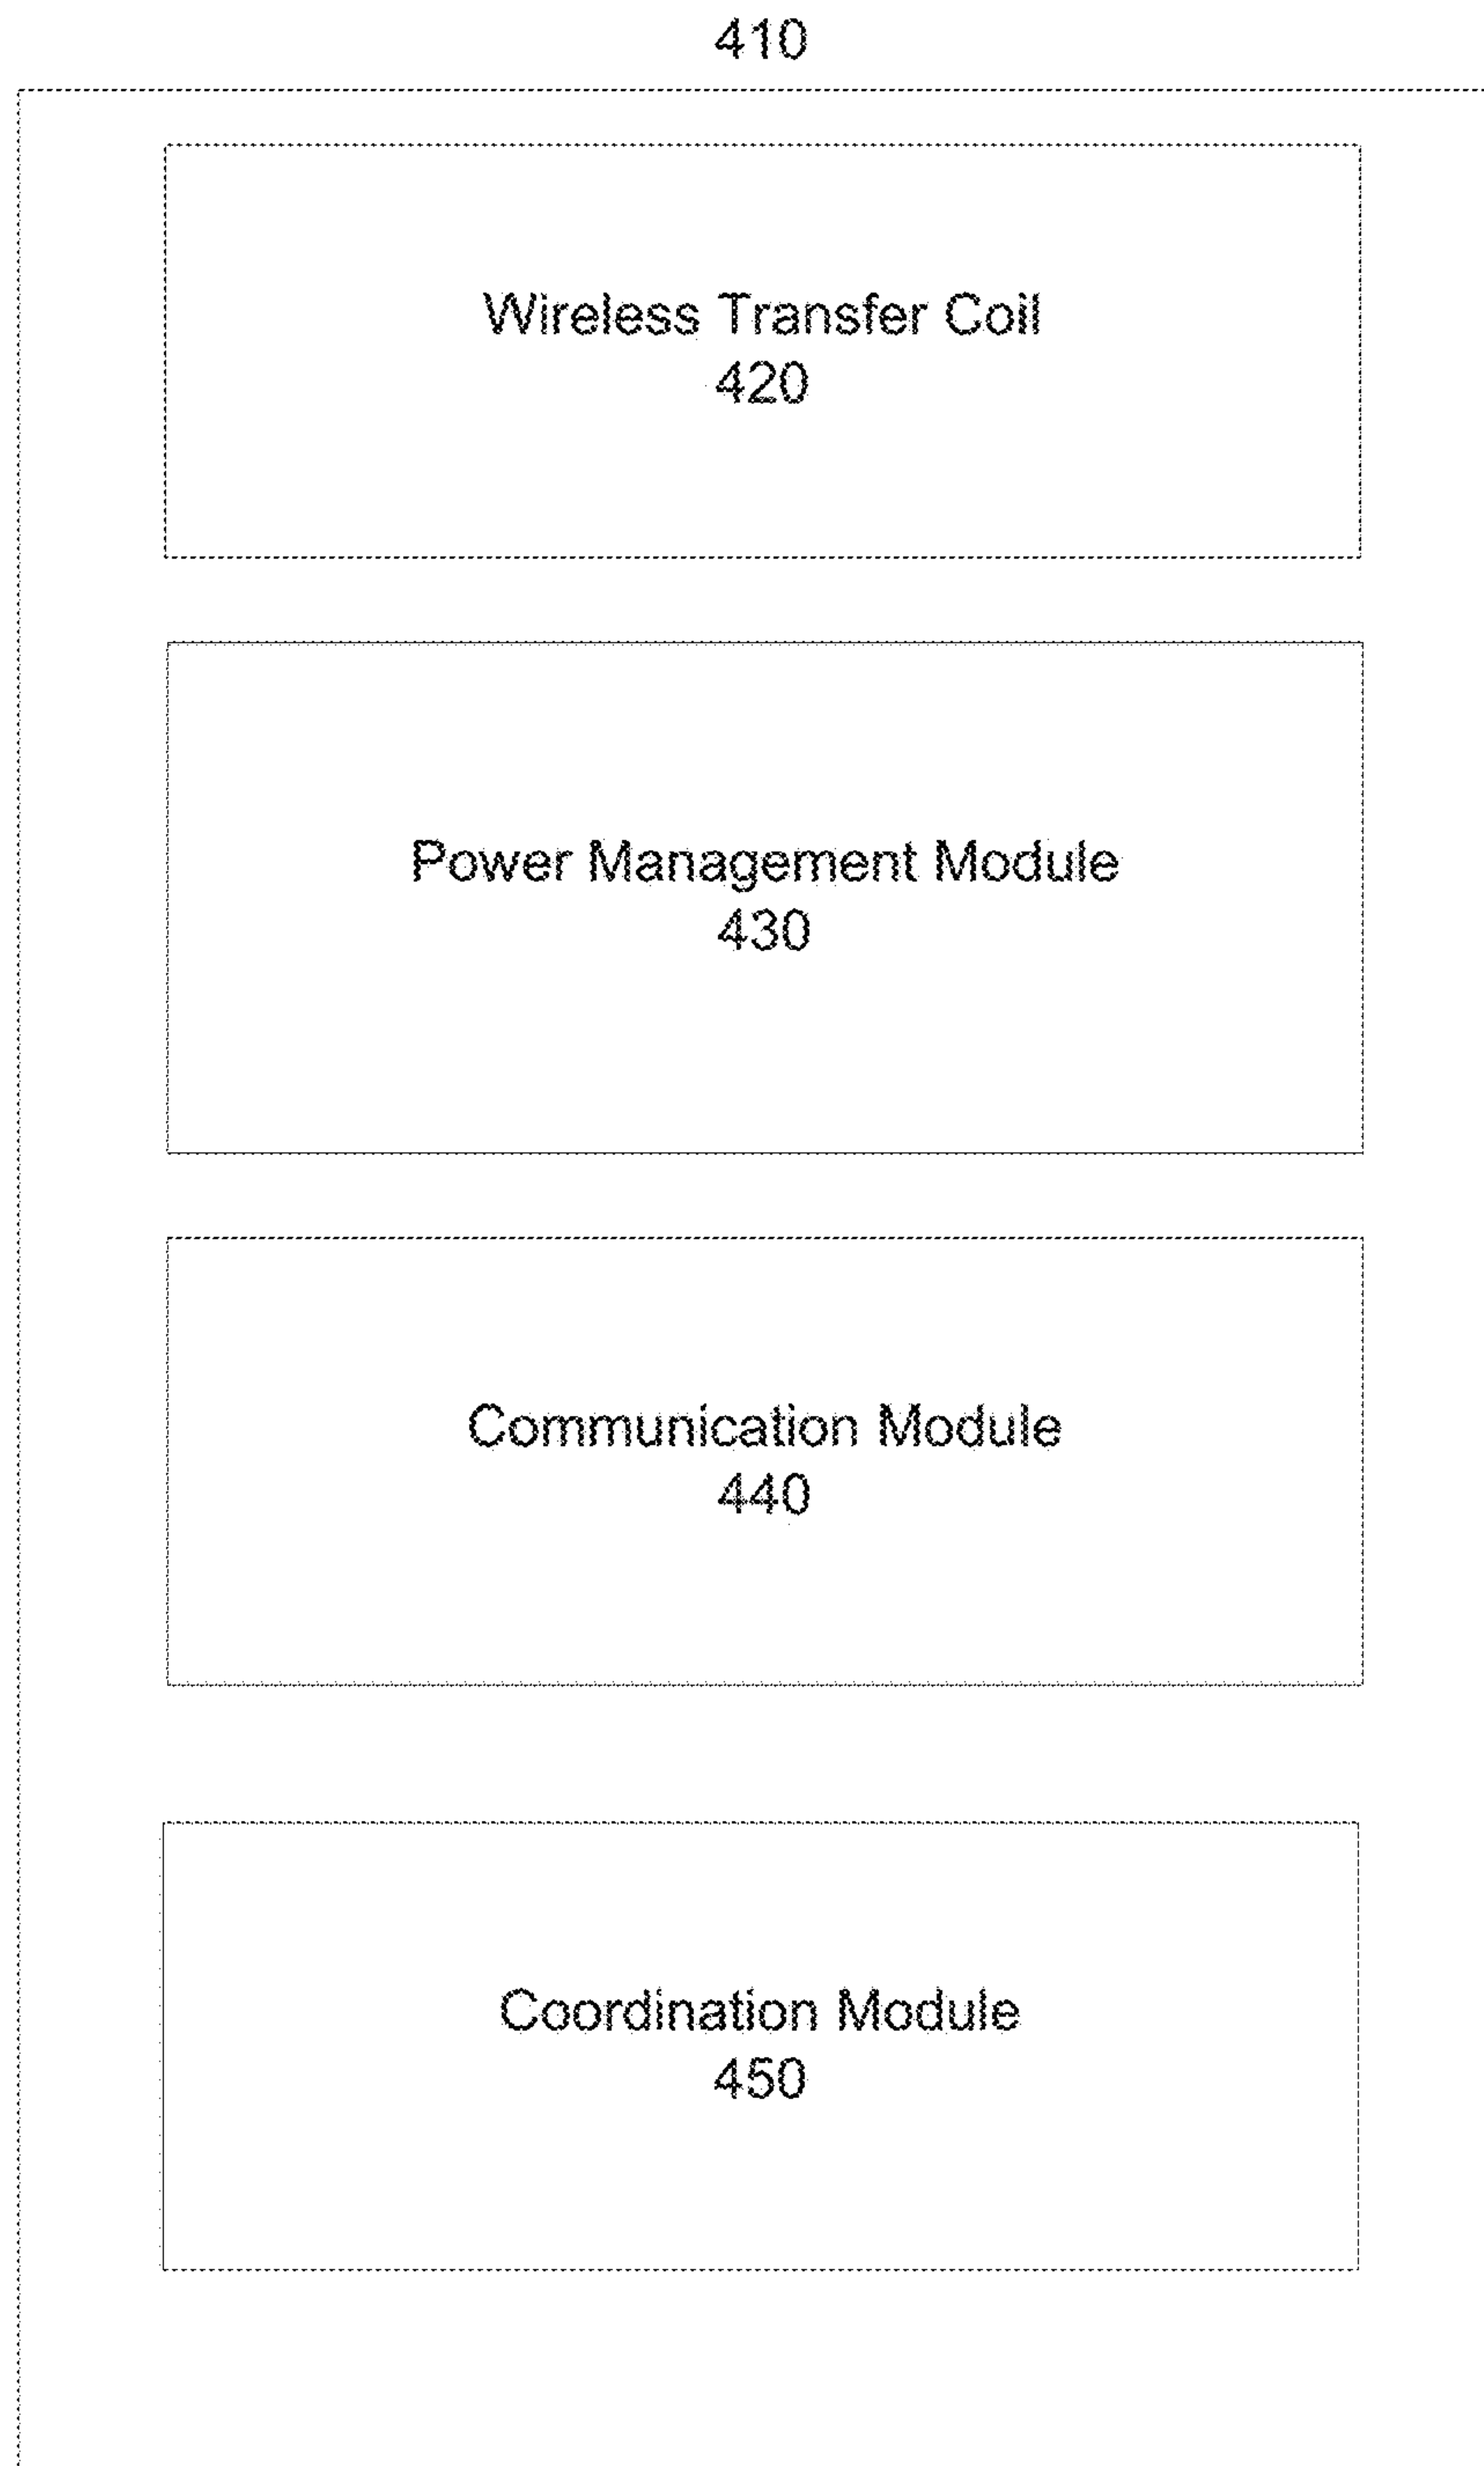 410
Wireless Transfer Coil
420
Power Management Module
430
Communication Module
440
Coordination Module
450